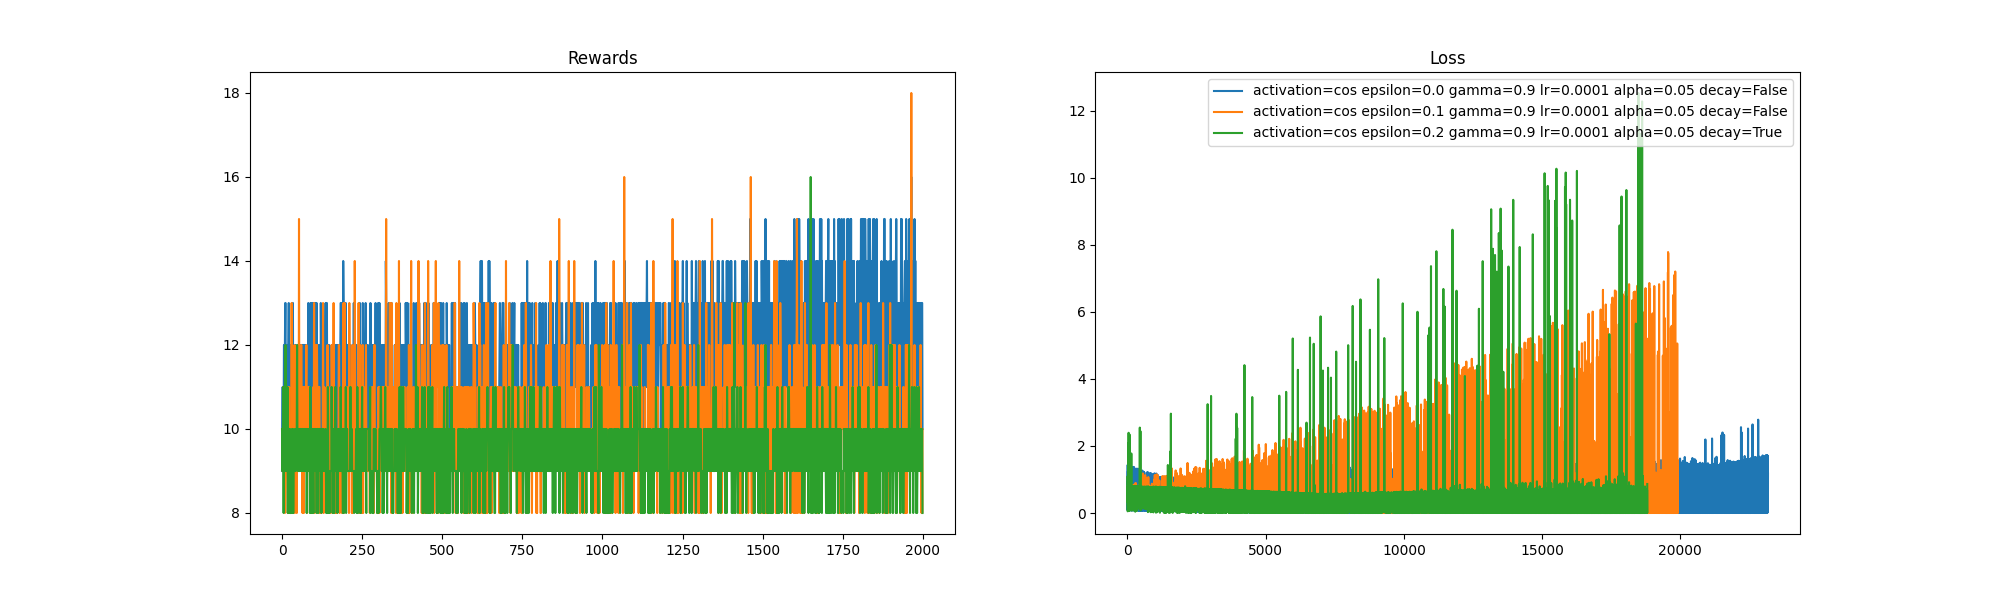 Rewards
18
16
14
12
10
8
0 250 500 750 1000 1250 1500 1750 2000
Loss
activation=cos epsilon=0.0 gamma=0.9 lr=0.0001 alpha=0.05 decay=False
activation=cos epsilon=0.1 gamma=0.9 lr=0.0001 alpha=0.05 decay=False
activation=cos epsilon=0.2 gamma=0.9 lr=0.0001 alpha=0.05 decay=True
12
10
8
6
4
2
0
0 5000 10000 15000 20000